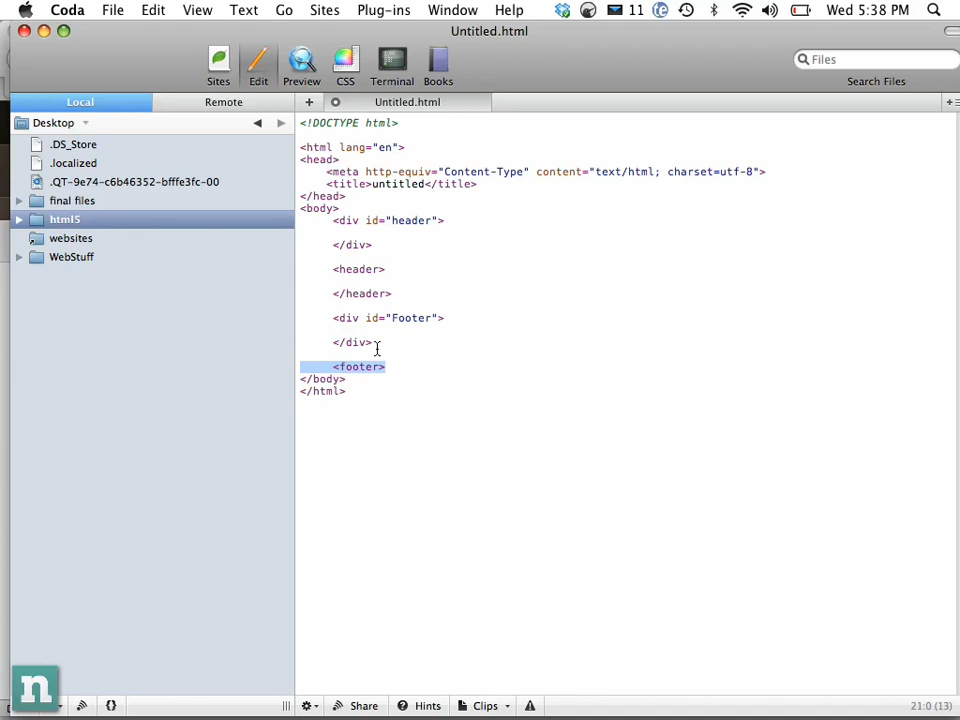 Coda File Edit View Text Go Sites Plug-ins Window Help 11 Wed 5:38 PM
Untitled.html
Sites Edit Preview CSS Terminal Books
Files
Search Files
Local Remote + Untitled.html
Desktop
.DS_Store
.localized
.QT-9e74-c6b46352-bfffe3fc-00
final files
html5
websites
WebStuff
<!DOCTYPE html>
<html lang="en">
<head>
<meta http-equiv="Content-Type" content="text/html; charset=utf-8">
<title>untitled</title>
</head>
<body>
<div id="header">
</div>
<header>
</header>
<div id="Footer">
</div>
<footer>
</body>
</html>
n
{} Share Hints Clips 21:0 (13)